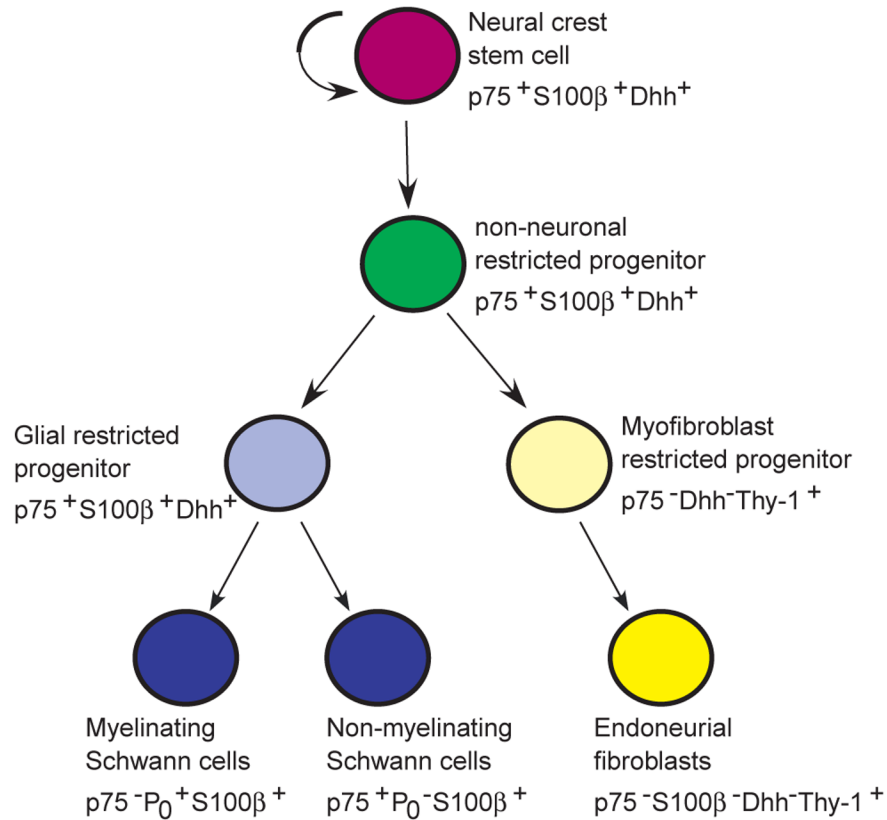 Neural crest
stem cell
p75⁺S100β⁺Dhh⁺
non-neuronal
restricted progenitor
p75⁺S100β⁺Dhh⁺
Glial restricted
progenitor
p75⁺S100β⁺Dhh⁺
Myofibroblast
restricted progenitor
p75⁻Dhh⁻Thy-1⁺
Myelinating
Schwann cells
p75⁻P₀⁺S100β⁺
Non-myelinating
Schwann cells
p75⁺P₀⁻S100β⁺
Endoneurial
fibroblasts
p75⁻S100β⁻Dhh⁻Thy-1⁺